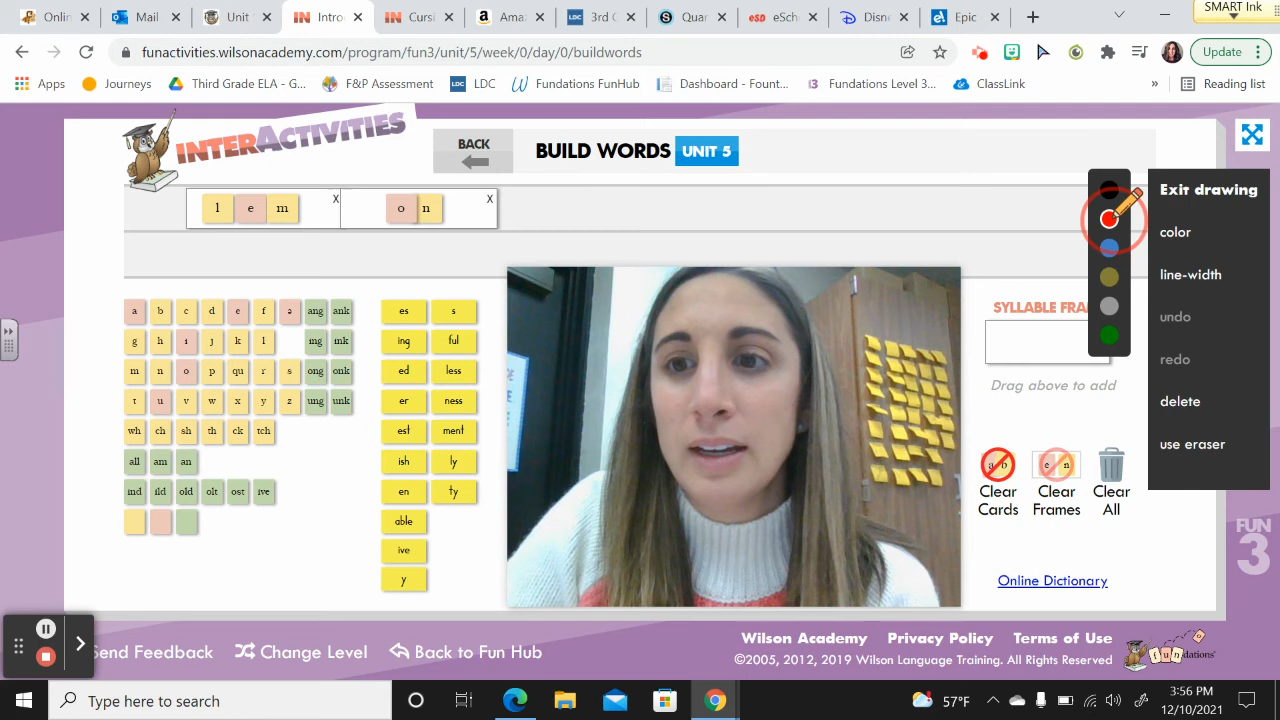 Onlin
Mail
Unit
Intro
Cursi
Ama
3rd C
Quar
eSch
Disn
Epic
SMART Ink
funactivities.wilsonacademy.com/program/fun3/unit/5/week/0/day/0/buildwords
Update
Apps
Journeys
Third Grade ELA - G...
F&P Assessment
LDC
Fundations FunHub
Dashboard - Fount...
Fundations Level 3...
ClassLink
»
Reading list
INTERACTIVITIES
BACK
BUILD WORDS UNIT 5
l e m X
o n X
a b c d e f ə ang ank
g h i j k l ing ink
m n o p qu r s ong onk
t u v w x y z ung unk
wh ch sh th ck tch
all am an
ind ild old olt ost ive
es s
ing ful
ed less
er ness
est ment
ish ly
en ty
able
ive
y
SYLLABLE FRA
Drag above to add
Clear Cards
Clear Frames
Clear All
Online Dictionary
Exit drawing
color
line-width
undo
redo
delete
use eraser
FUN 3
Send Feedback
Change Level
Back to Fun Hub
Wilson Academy
Privacy Policy
Terms of Use
©2005, 2012, 2019 Wilson Language Training. All Rights Reserved
fundations
Type here to search
57°F
3:56 PM
12/10/2021